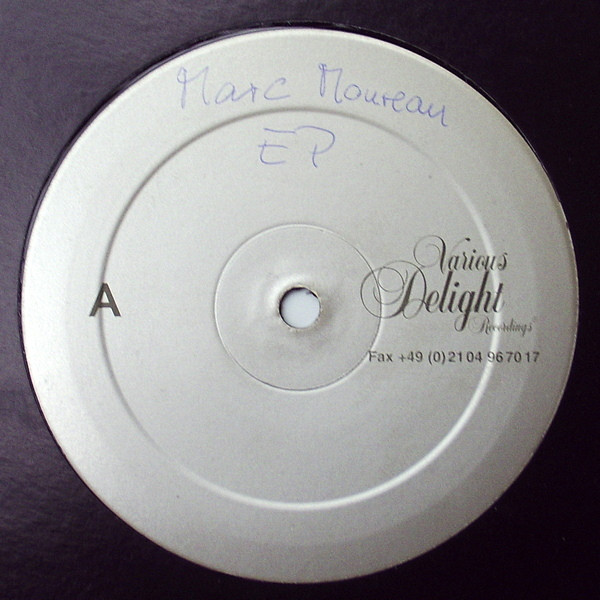 Marc Moureau
EP
A
Various
Delight
Recordings
Fax +49 (0)2104 967017